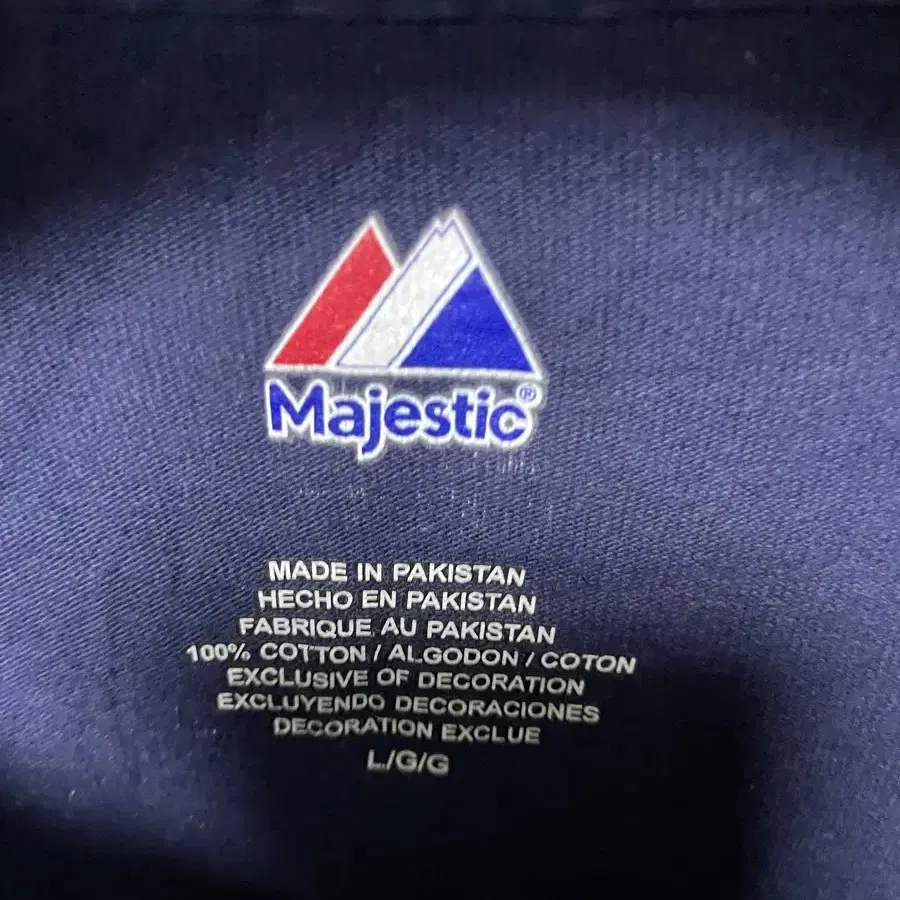 Majestic®
MADE IN PAKISTAN
HECHO EN PAKISTAN
FABRIQUE AU PAKISTAN
100% COTTON / ALGODON / COTON
EXCLUSIVE OF DECORATION
EXCLUYENDO DECORACIONES
DECORATION EXCLUE
L/G/G